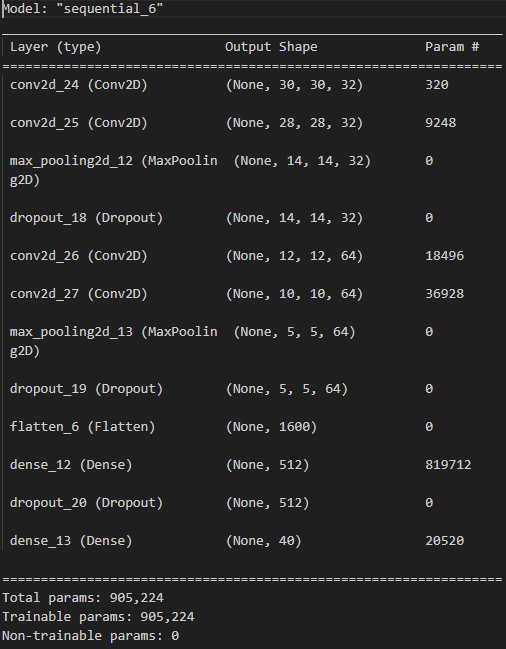 Model: "sequential_6"
_________________________________________________________________
Layer (type) Output Shape Param #
=================================================================
conv2d_24 (Conv2D) (None, 30, 30, 32) 320
conv2d_25 (Conv2D) (None, 28, 28, 32) 9248
max_pooling2d_12 (MaxPoolin (None, 14, 14, 32) 0
g2D)
dropout_18 (Dropout) (None, 14, 14, 32) 0
conv2d_26 (Conv2D) (None, 12, 12, 64) 18496
conv2d_27 (Conv2D) (None, 10, 10, 64) 36928
max_pooling2d_13 (MaxPoolin (None, 5, 5, 64) 0
g2D)
dropout_19 (Dropout) (None, 5, 5, 64) 0
flatten_6 (Flatten) (None, 1600) 0
dense_12 (Dense) (None, 512) 819712
dropout_20 (Dropout) (None, 512) 0
dense_13 (Dense) (None, 40) 20520
=================================================================
Total params: 905,224
Trainable params: 905,224
Non-trainable params: 0